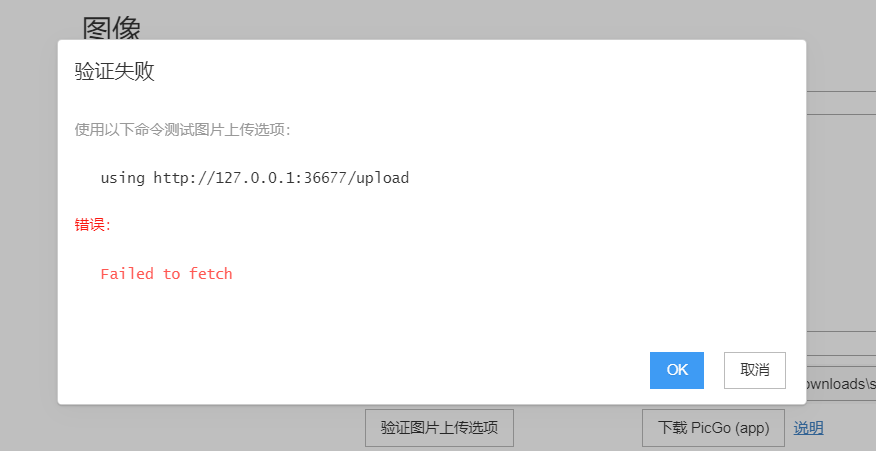 图像
验证失败
使用以下命令测试图片上传选项：
using http://127.0.0.1:36677/upload
错误：
Failed to fetch
OK
取消
ownloads\s
验证图片上传选项
下载 PicGo (app)
说明